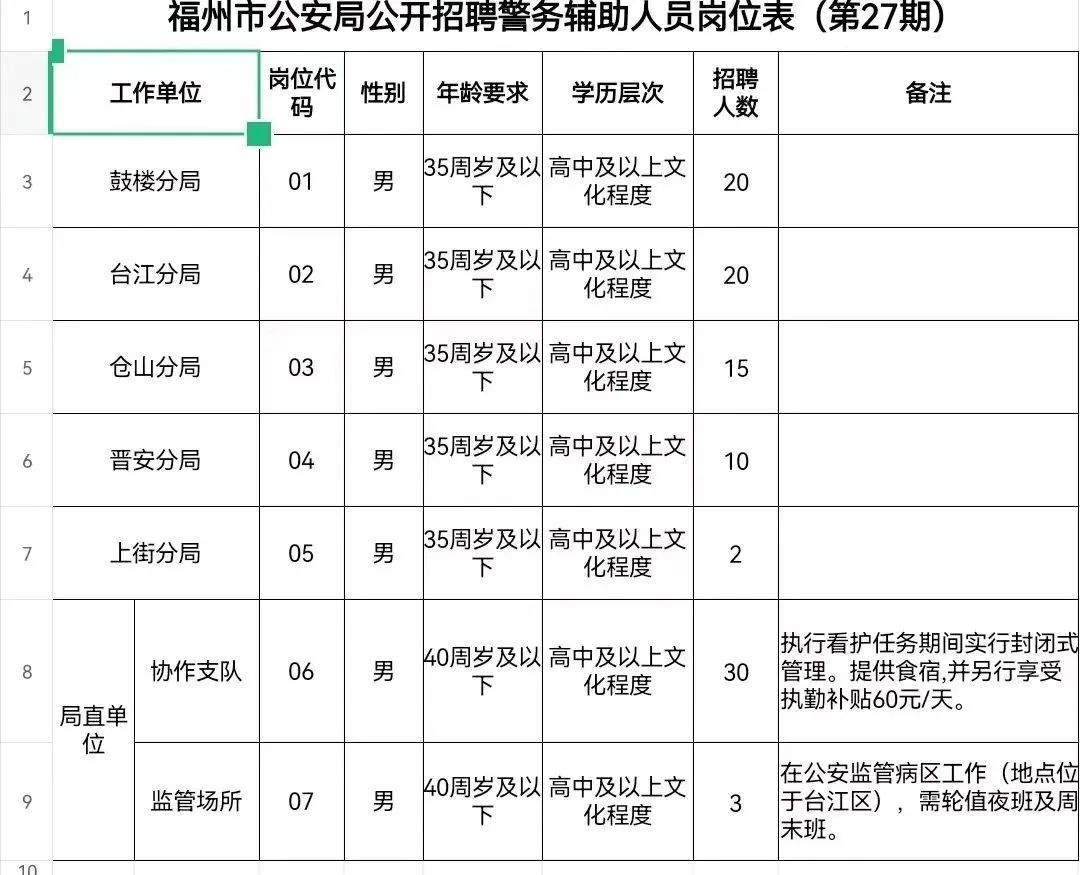 1
福州市公安局公开招聘警务辅助人员岗位表（第27期）
2
工作单位
岗位代
码
性别
年龄要求
学历层次
招聘
人数
备注
3
鼓楼分局
01
男
35周岁及以
下
高中及以上文
化程度
20
4
台江分局
02
男
35周岁及以
下
高中及以上文
化程度
20
5
仓山分局
03
男
35周岁及以
下
高中及以上文
化程度
15
6
晋安分局
04
男
35周岁及以
下
高中及以上文
化程度
10
7
上街分局
05
男
35周岁及以
下
高中及以上文
化程度
2
局直单
位
8
协作支队
06
男
40周岁及以
下
高中及以上文
化程度
30
执行看护任务期间实行封闭式
管理。提供食宿,并另行享受
执勤补贴60元/天。
9
监管场所
07
男
40周岁及以
下
高中及以上文
化程度
3
在公安监管病区工作（地点位
于台江区），需轮值夜班及周
末班。
10